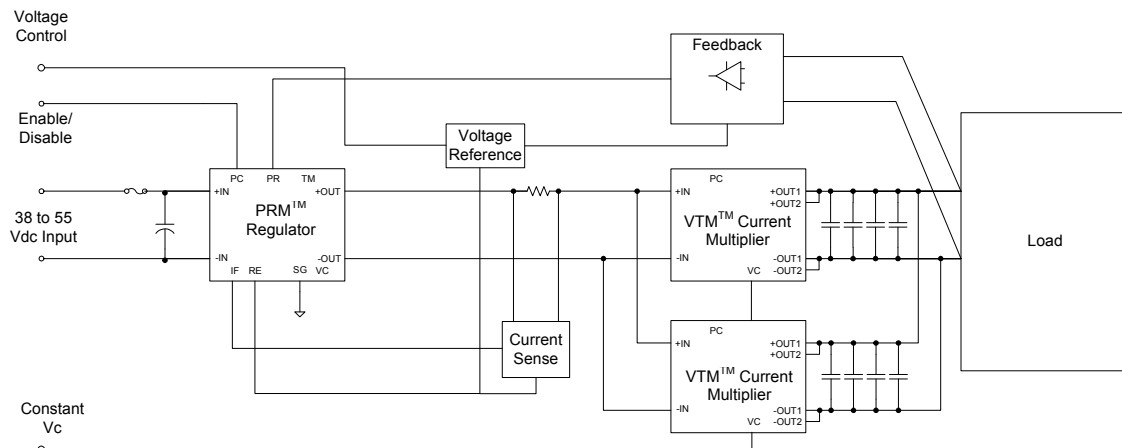 Voltage
Control
Enable/
Disable
38 to 55
Vdc Input
Constant
Vc
Feedback
Voltage
Reference
PC PR TM
+IN +OUT
PRM™
Regulator
-IN -OUT
IF RE SG VC
Current
Sense
PC
+IN +OUT1
+OUT2
VTM™ Current
Multiplier
-IN -OUT1
-OUT2
VC
PC
+IN +OUT1
+OUT2
VTM™ Current
Multiplier
-IN -OUT1
-OUT2
VC
Load